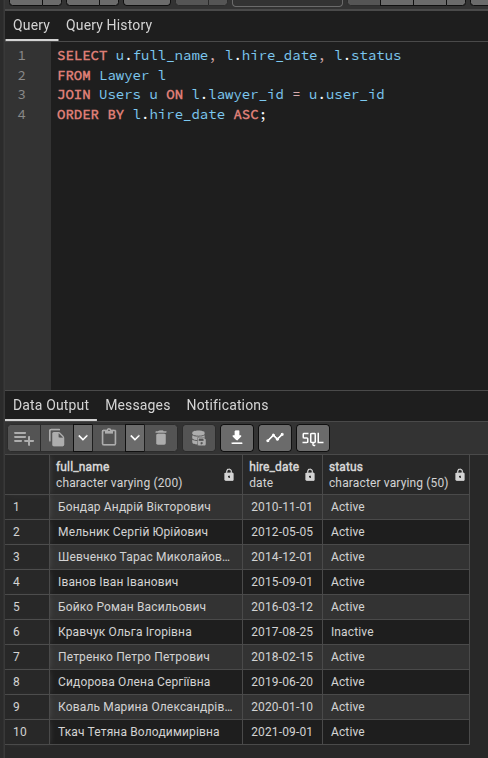 Query Query History
1 SELECT u.full_name, l.hire_date, l.status
2 FROM Lawyer l
3 JOIN Users u ON l.lawyer_id = u.user_id
4 ORDER BY l.hire_date ASC;
Data Output Messages Notifications
SQL
full_name hire_date status
character varying (200) date character varying (50)
1 Бондар Андрій Вікторович 2010-11-01 Active
2 Мельник Сергій Юрійович 2012-05-05 Active
3 Шевченко Тарас Миколайов… 2014-12-01 Active
4 Іванов Іван Іванович 2015-09-01 Active
5 Бойко Роман Васильович 2016-03-12 Active
6 Кравчук Ольга Ігорівна 2017-08-25 Inactive
7 Петренко Петро Петрович 2018-02-15 Active
8 Сидорова Олена Сергіївна 2019-06-20 Active
9 Коваль Марина Олександрів… 2020-01-10 Active
10 Ткач Тетяна Володимирівна 2021-09-01 Active